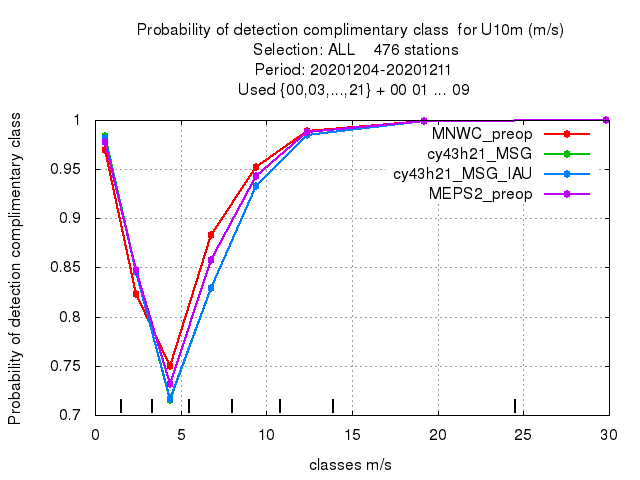 Probability of detection complimentary class  for U10m (m/s)
Selection: ALL    476 stations
Period: 20201204-20201211
Used {00,03,...,21} + 00 01 ... 09
Probability of detection complimentary class
1
0.95
0.9
0.85
0.8
0.75
0.7
MNWC_preop
cy43h21_MSG
cy43h21_MSG_IAU
MEPS2_preop
0 5 10 15 20 25 30
classes m/s